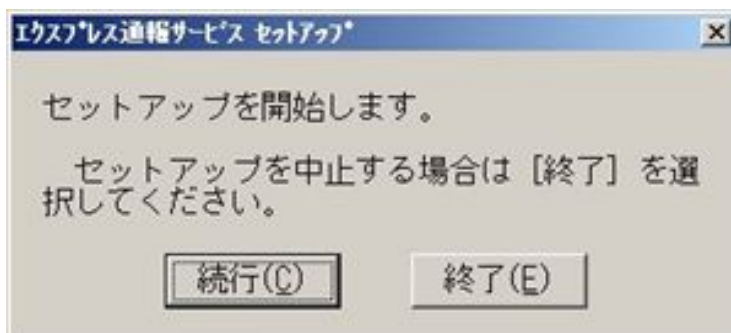 ｴｸｽﾌﾟﾚｽ通報ｻｰﾋﾞｽ ｾｯﾄｱｯﾌﾟ
セットアップを開始します。
　セットアップを中止する場合は［終了］を選
択してください。
続行(C)
終了(E)